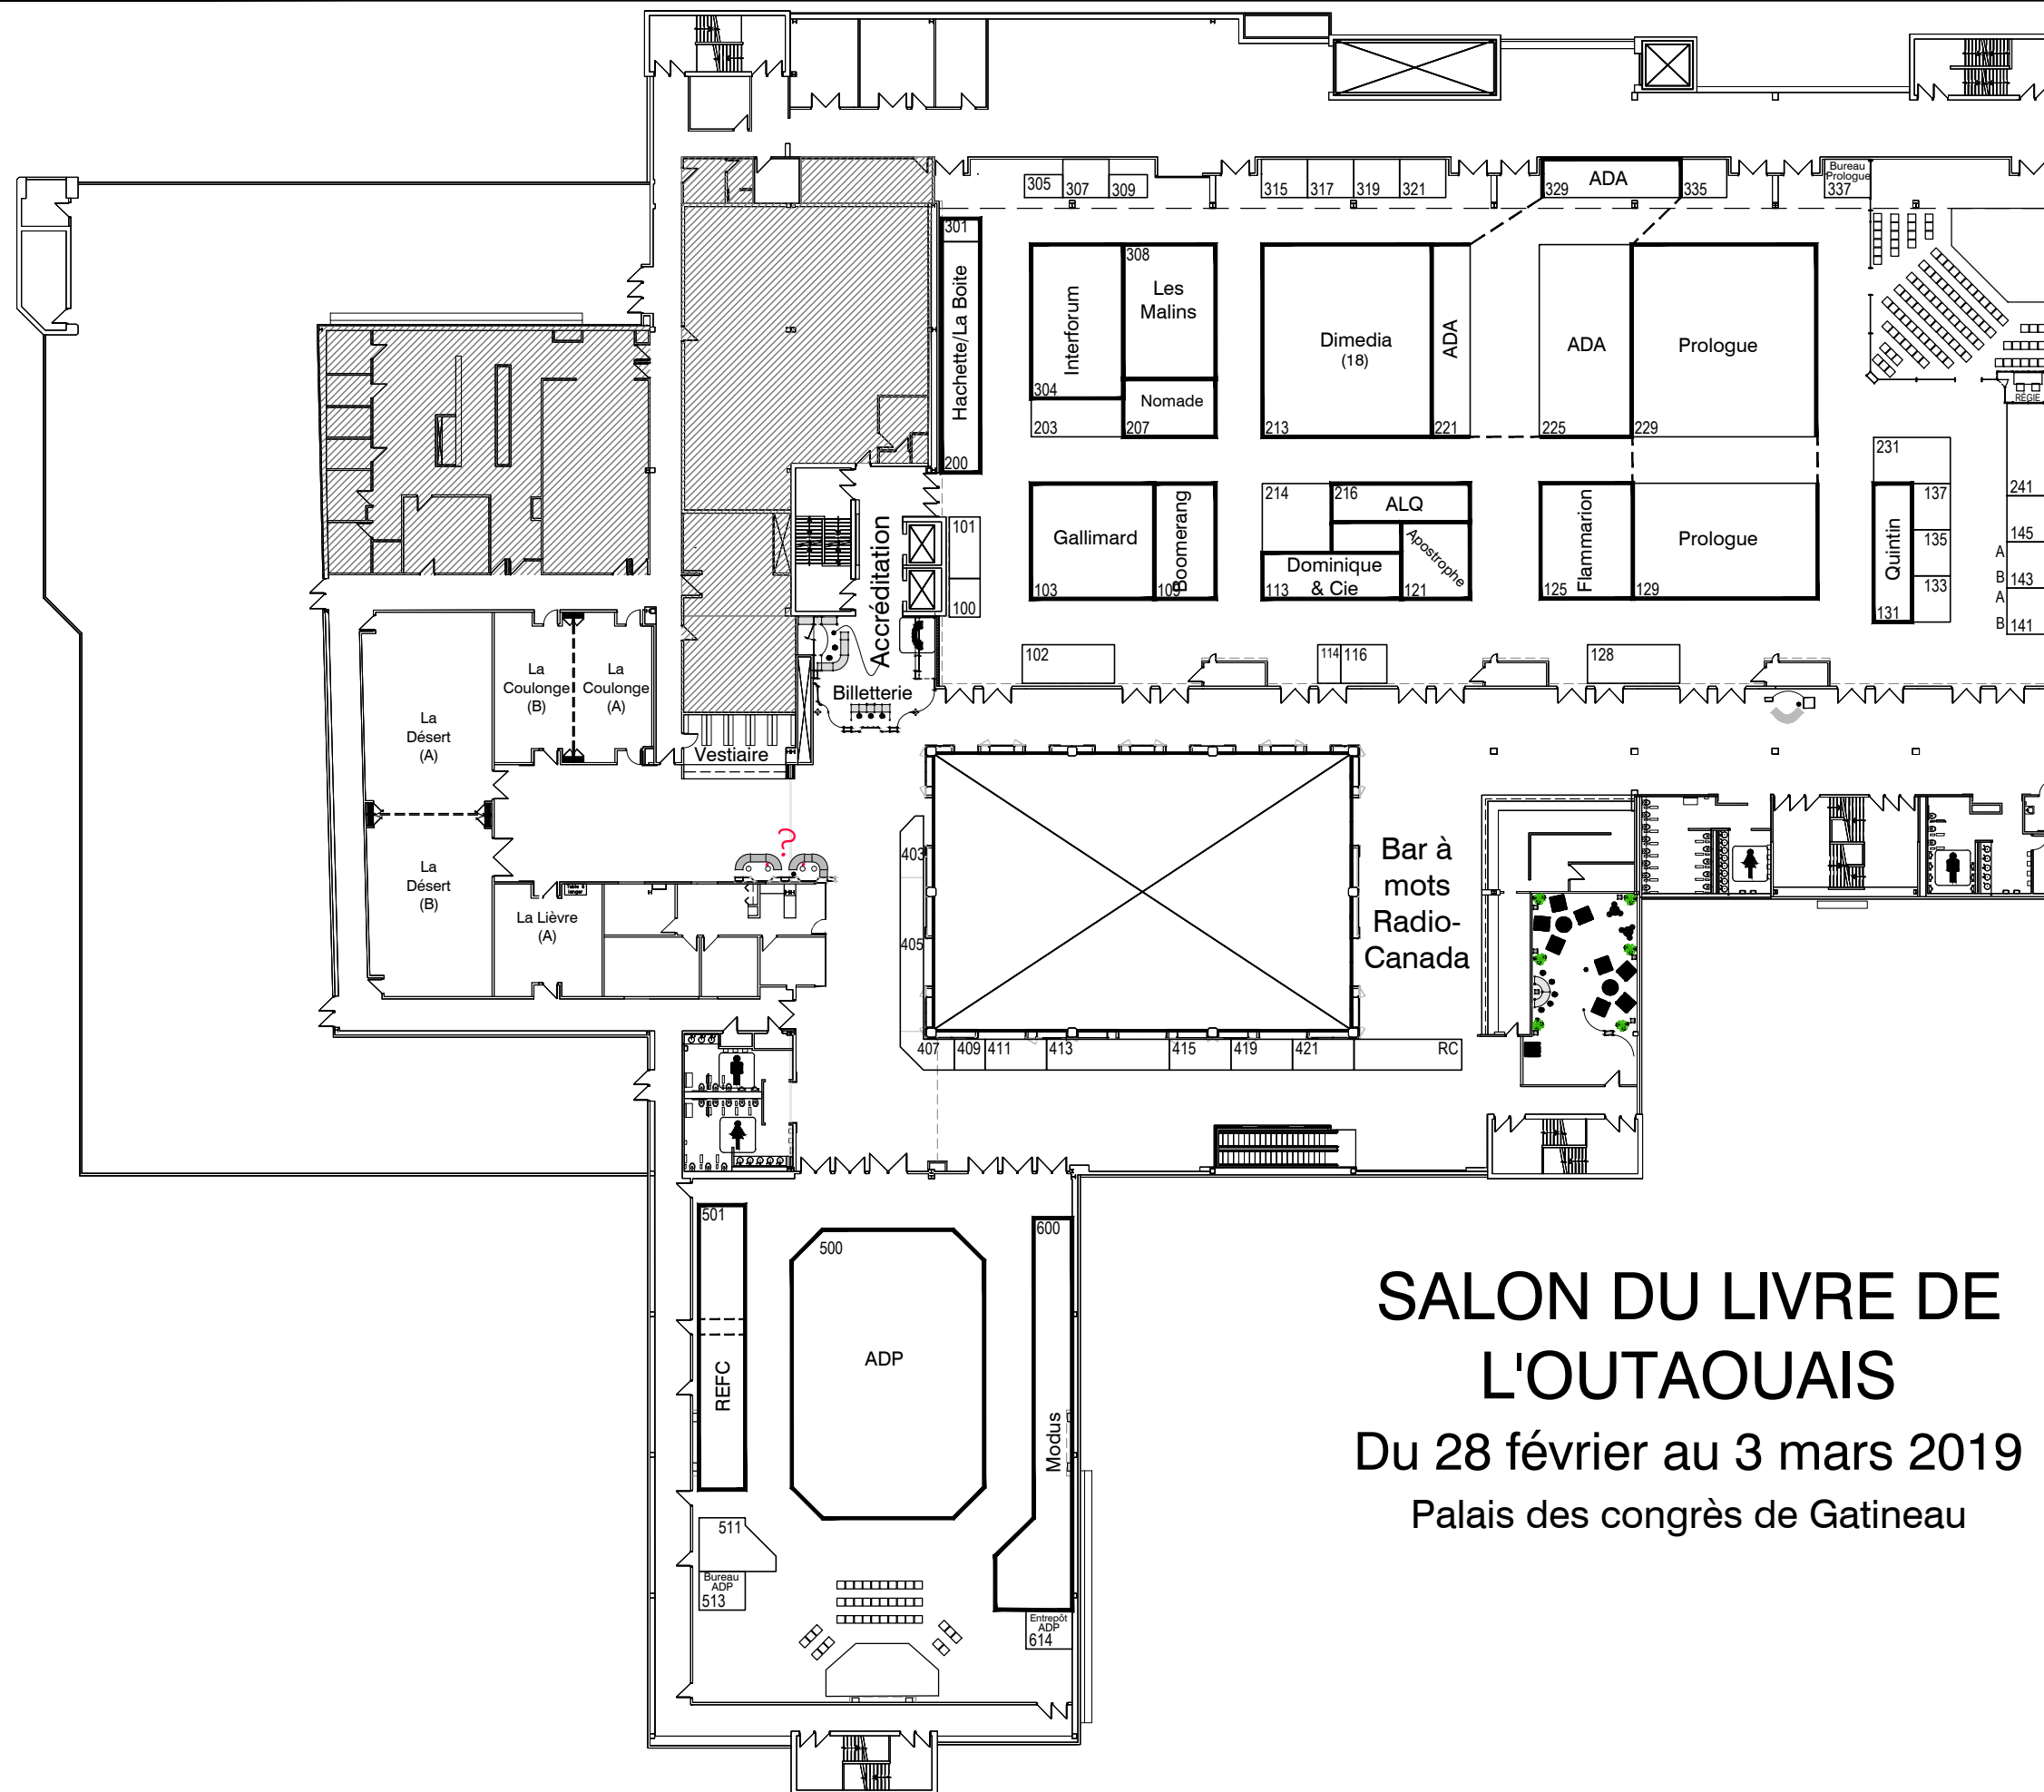 Bureau
Prologue
337
305
307
309
315
317
319
321
329
ADA
335
301
Hachette/La Boite
200
Interforum
304
308
Les
Malins
Nomade
203
207
Dimedia
(18)
213
ADA
221
ADA
225
Prologue
229
RÉGIE
231
241
101
100
Accréditation
Gallimard
103
Boomerang
109
214
216
ALQ
Apostrophe
Dominique
& Cie
113
121
Flammarion
125
Prologue
129
Quintin
131
137
135
133
145
A
B
143
A
B
141
102
114
116
128
Billetterie
Vestiaire
La
Coulonge
(B)
La
Coulonge
(A)
La
Désert
(A)
La
Désert
(B)
La Lièvre
(A)
?
403
405
407
409
411
413
415
419
421
RC
Bar à
mots
Radio-
Canada
501
REFC
500
ADP
600
Modus
511
Bureau
ADP
513
Entrepôt
ADP
614
SALON DU LIVRE DE
L'OUTAOUAIS
Du 28 février au 3 mars 2019
Palais des congrès de Gatineau